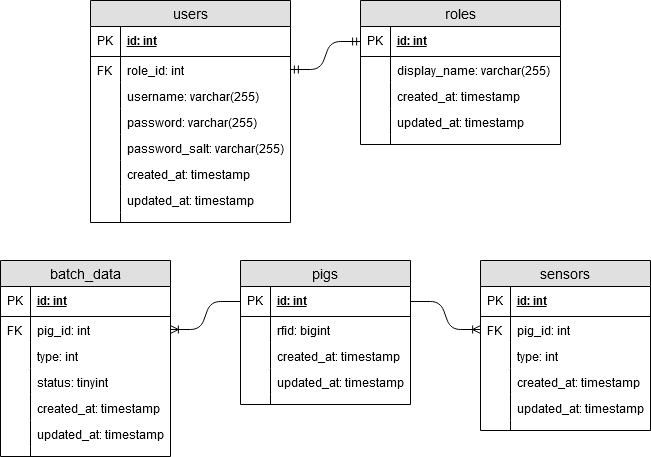 users
PK id: int
FK role_id: int
username: varchar(255)
password: varchar(255)
password_salt: varchar(255)
created_at: timestamp
updated_at: timestamp
roles
PK id: int
display_name: varchar(255)
created_at: timestamp
updated_at: timestamp
batch_data
PK id: int
FK pig_id: int
type: int
status: tinyint
created_at: timestamp
updated_at: timestamp
pigs
PK id: int
rfid: bigint
created_at: timestamp
updated_at: timestamp
sensors
PK id: int
FK pig_id: int
type: int
created_at: timestamp
updated_at: timestamp